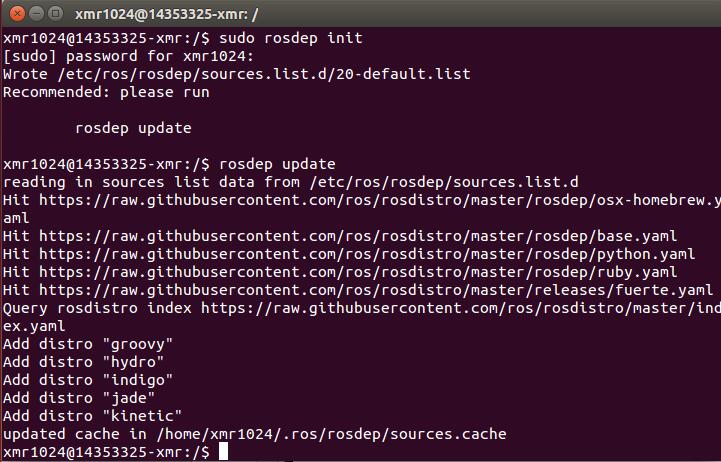 xmr1024@14353325-xmr: /
xmr1024@14353325-xmr:/$ sudo rosdep init
[sudo] password for xmr1024:
Wrote /etc/ros/rosdep/sources.list.d/20-default.list
Recommended: please run
rosdep update
xmr1024@14353325-xmr:/$ rosdep update
reading in sources list data from /etc/ros/rosdep/sources.list.d
Hit https://raw.githubusercontent.com/ros/rosdistro/master/rosdep/osx-homebrew.y
aml
Hit https://raw.githubusercontent.com/ros/rosdistro/master/rosdep/base.yaml
Hit https://raw.githubusercontent.com/ros/rosdistro/master/rosdep/python.yaml
Hit https://raw.githubusercontent.com/ros/rosdistro/master/rosdep/ruby.yaml
Hit https://raw.githubusercontent.com/ros/rosdistro/master/releases/fuerte.yaml
Query rosdistro index https://raw.githubusercontent.com/ros/rosdistro/master/ind
ex.yaml
Add distro "groovy"
Add distro "hydro"
Add distro "indigo"
Add distro "jade"
Add distro "kinetic"
updated cache in /home/xmr1024/.ros/rosdep/sources.cache
xmr1024@14353325-xmr:/$